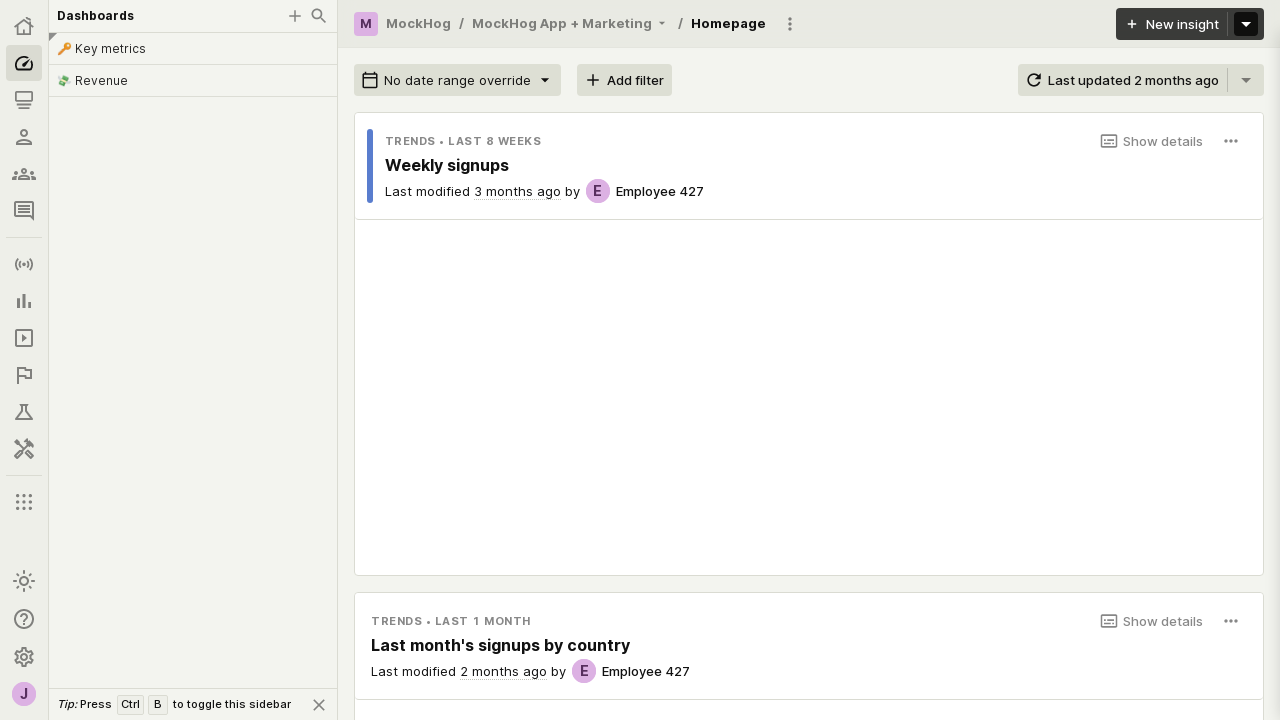 Dashboards
🔑 Key metrics
💸 Revenue
Tip: Press Ctrl B to toggle this sidebar
J
M MockHog / MockHog App + Marketing / Homepage
New insight
No date range override
Add filter
Last updated 2 months ago
TRENDS • LAST 8 WEEKS
Show details
Weekly signups
Last modified 3 months ago by E Employee 427
TRENDS • LAST 1 MONTH
Show details
Last month's signups by country
Last modified 2 months ago by E Employee 427